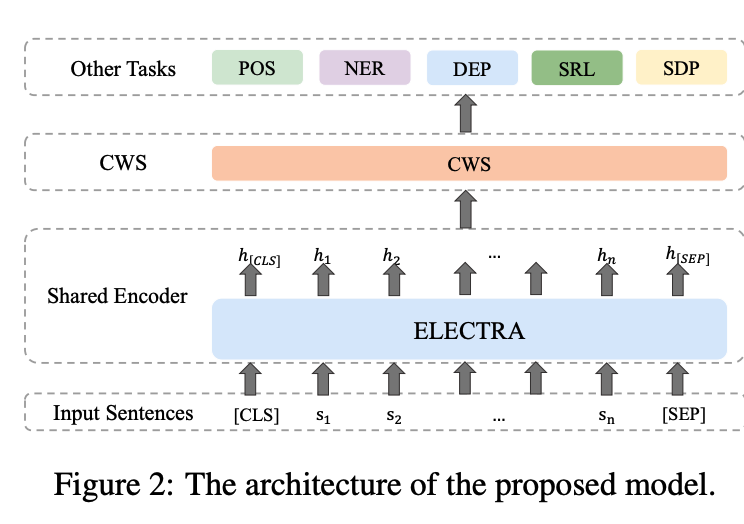 Other Tasks POS NER DEP SRL SDP
CWS CWS
h[CLS] h1 h2 ... hn h[SEP]
Shared Encoder
ELECTRA
Input Sentences [CLS] s1 s2 ... sn [SEP]
Figure 2: The architecture of the proposed model.